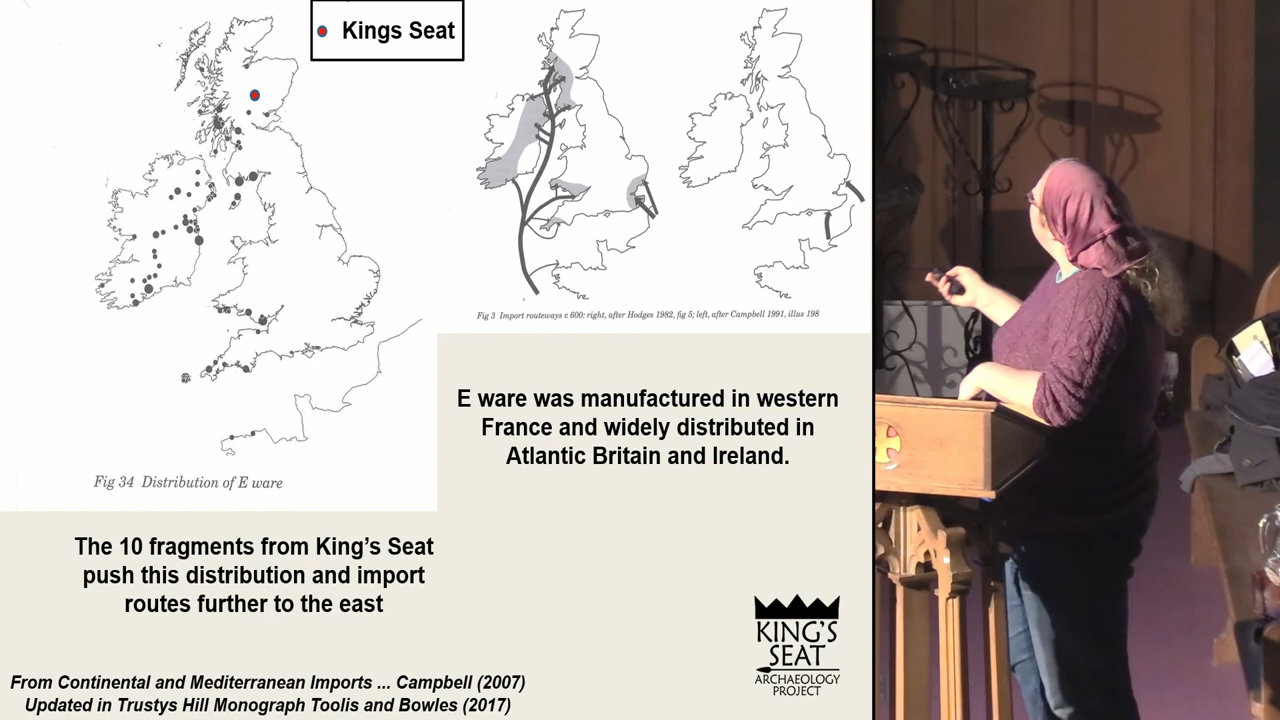 Kings Seat
Fig 3 Import routeways c 600: right, after Hodges 1982, fig 5; left, after Campbell 1991, illus 198
E ware was manufactured in western
France and widely distributed in
Atlantic Britain and Ireland.
Fig 34 Distribution of E ware
The 10 fragments from King's Seat
push this distribution and import
routes further to the east
KING'S
SEAT
ARCHAEOLOGY
PROJECT
From Continental and Mediterranean Imports ... Campbell (2007)
Updated in Trustys Hill Monograph Toolis and Bowles (2017)